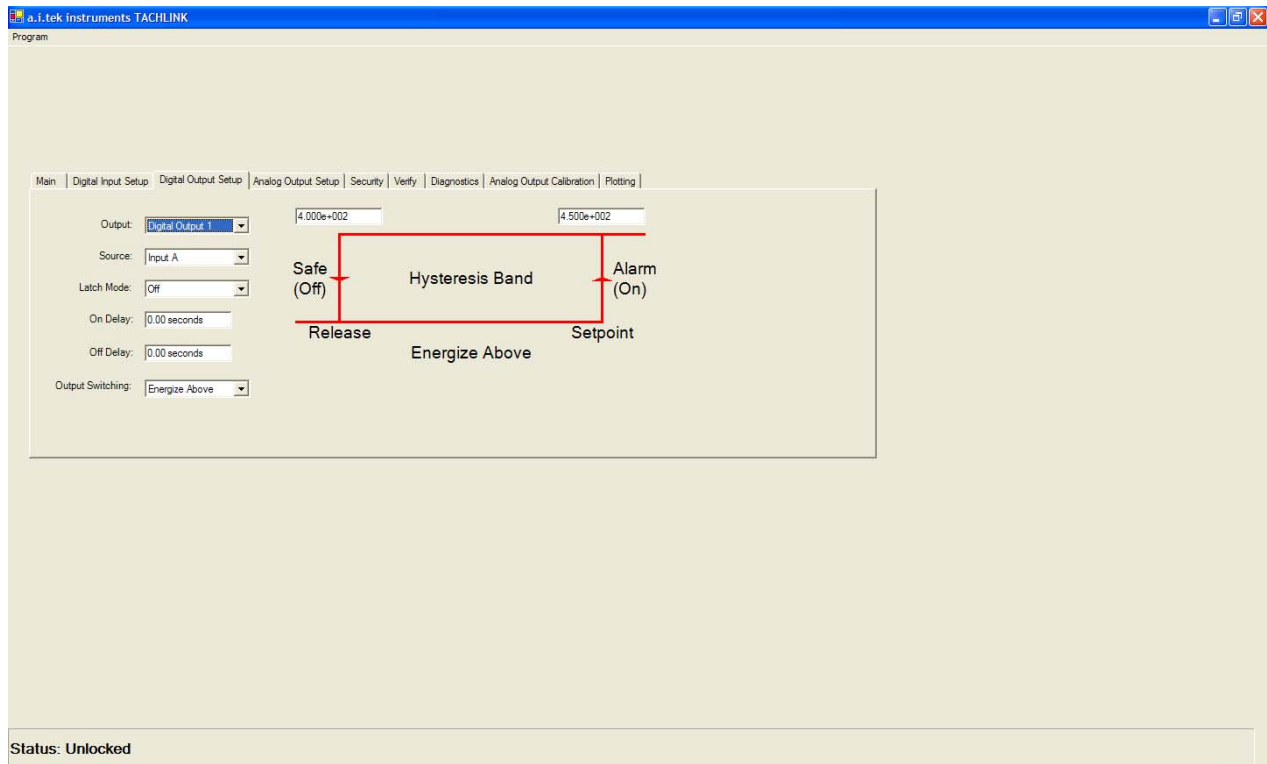 a.i.tek instruments TACHLINK
Program
Main
Digital Input Setup
Digital Output Setup
Analog Output Setup
Security
Verify
Diagnostics
Analog Output Calibration
Plotting
Output: Digital Output 1
Source: Input A
Latch Mode: Off
On Delay: 0.00 seconds
Off Delay: 0.00 seconds
Output Switching: Energize Above
4.000e+002
4.500e+002
Safe
(Off)
Hysteresis Band
Alarm
(On)
Release
Setpoint
Energize Above
Status: Unlocked